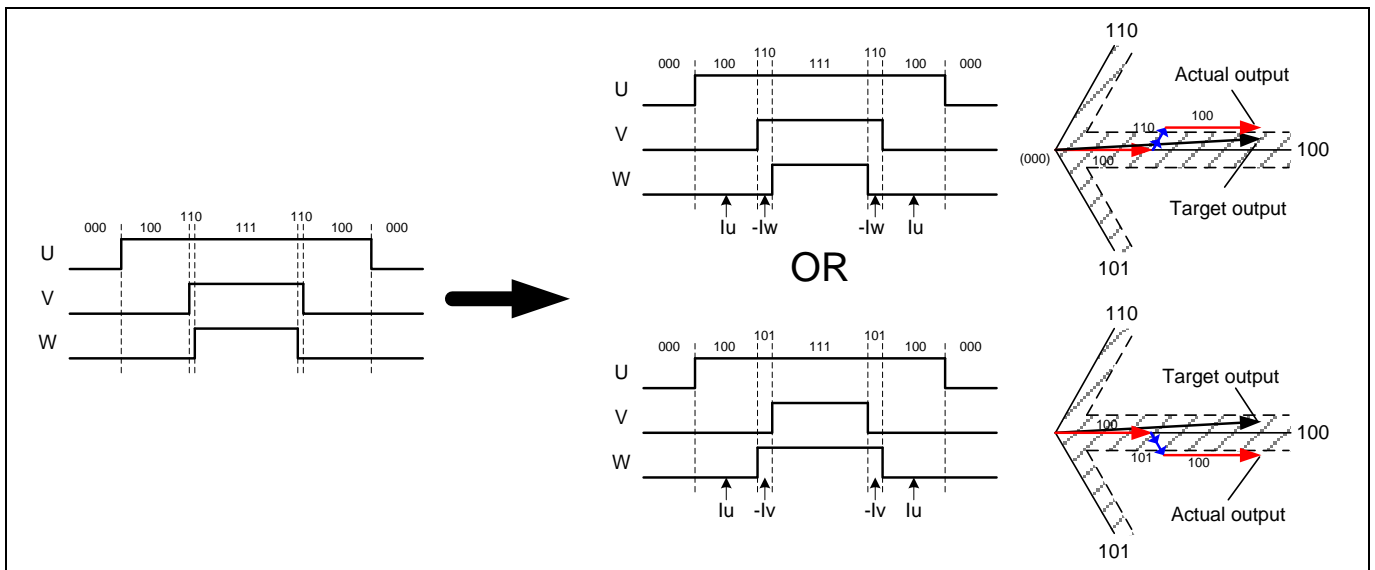 000 100 110 111 110 100 000
U
V
W
000 100 110 111 110 100 000
U
V
W
Iu -Iw -Iw Iu
OR
000 100 101 111 101 100 000
U
V
W
Iu -Iv -Iv Iu
110
Actual output
100
110
(000)
100
100
Target output
101
110
Target output
100
100
101
100
Actual output
101